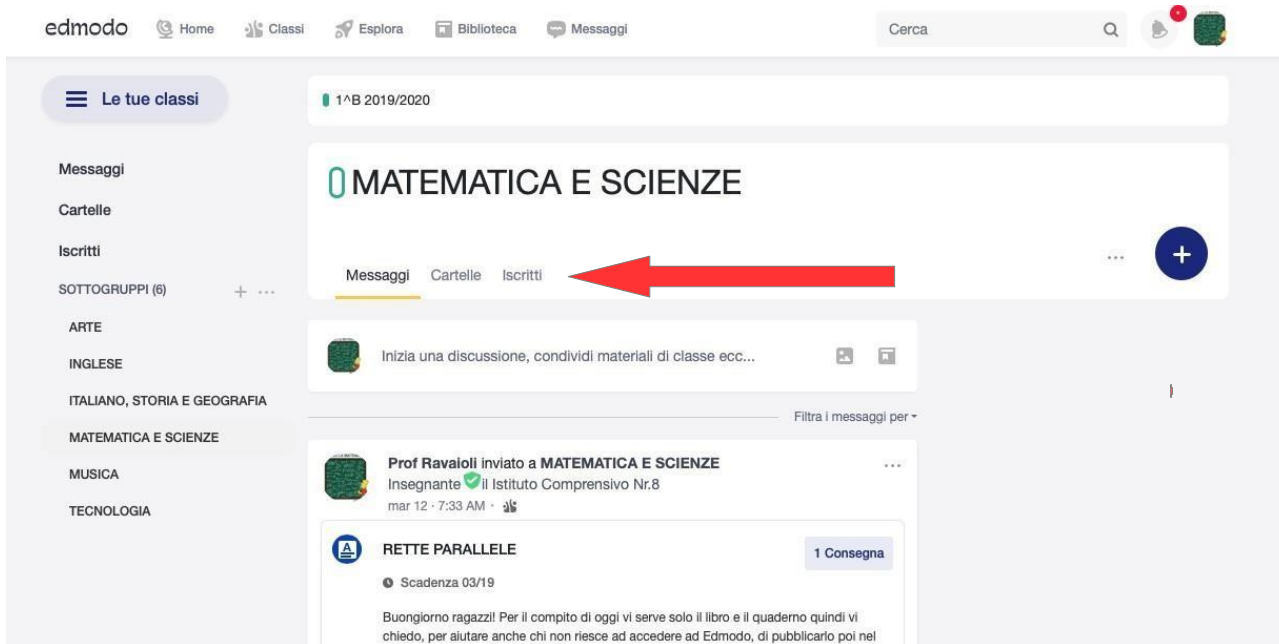 edmodo Home Classi Esplora Biblioteca Messaggi Cerca
Le tue classi
Messaggi
Cartelle
Iscritti
SOTTOGRUPPI (6)
ARTE
INGLESE
ITALIANO, STORIA E GEOGRAFIA
MATEMATICA E SCIENZE
MUSICA
TECNOLOGIA
1^B 2019/2020
MATEMATICA E SCIENZE
Messaggi Cartelle Iscritti
Inizia una discussione, condividi materiali di classe ecc...
Filtra i messaggi per
Prof Ravaioli inviato a MATEMATICA E SCIENZE
Insegnante il Istituto Comprensivo Nr.8
mar 12 · 7:33 AM ·
RETTE PARALLELE
1 Consegna
Scadenza 03/19
Buongiorno ragazzi! Per il compito di oggi vi serve solo il libro e il quaderno quindi vi
chiedo, per aiutare anche chi non riesce ad accedere ad Edmodo, di pubblicarlo poi nel